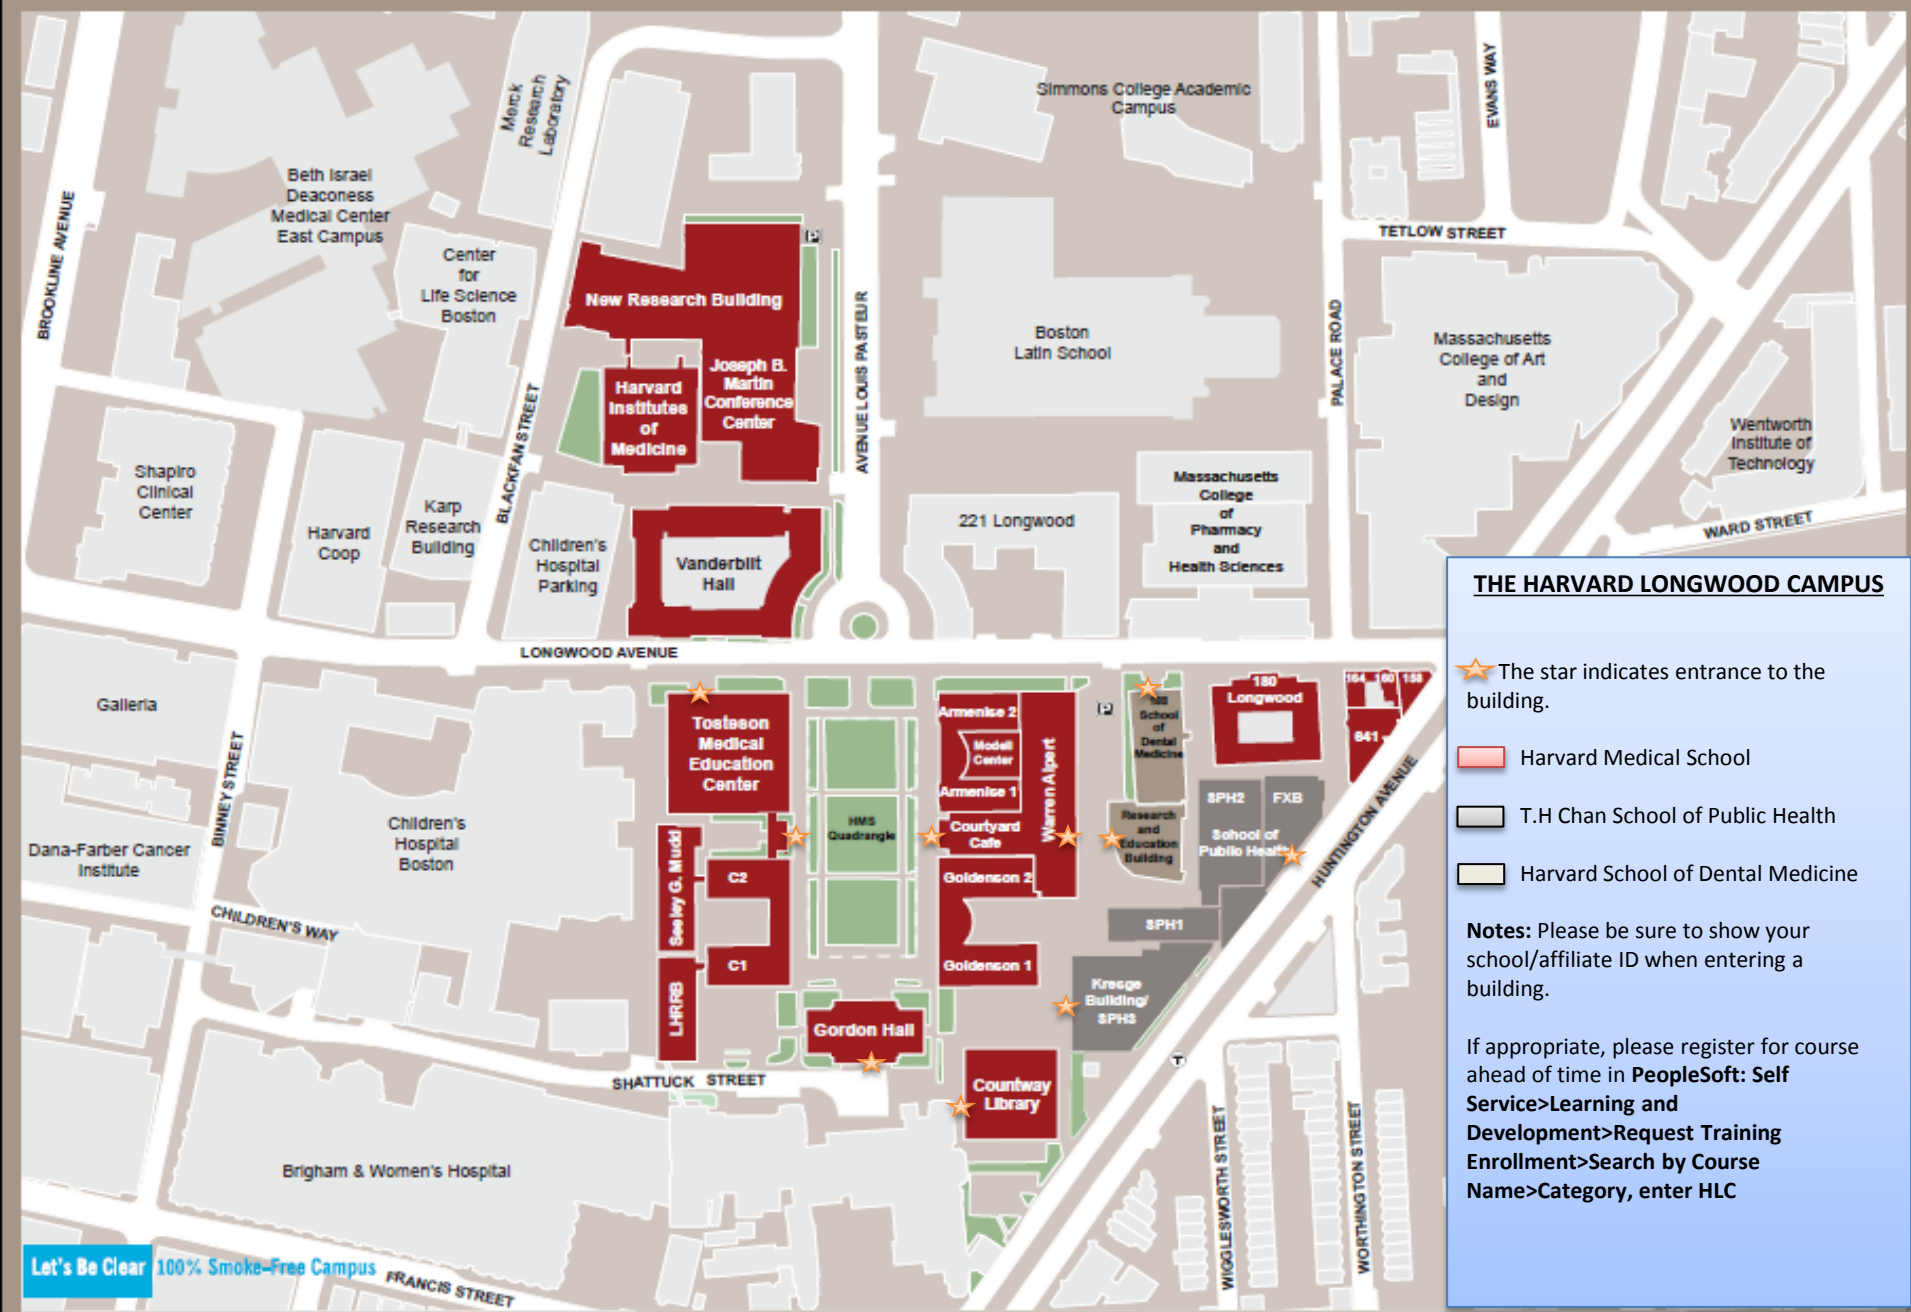 Merck
Research
Laboratory
Simmons College Academic
Campus
EVANS WAY
Beth Israel
Deaconess
Medical Center
East Campus
BROOKLINE AVENUE
Center
for
Life Science
Boston
P
TETLOW STREET
New Research Building
AVENUE LOUIS PASTEUR
Boston
Latin School
PALACE ROAD
Massachusetts
College of Art
and
Design
Joseph B.
Martin
Conference
Center
Harvard
Institutes
of
Medicine
BLACKFAN STREET
Wentworth
Institute of
Technology
Shapiro
Clinical
Center
Harvard
Coop
Karp
Research
Building
Children's
Hospital
Parking
Vanderbilt
Hall
221 Longwood
Massachusetts
College
of
Pharmacy
and
Health Sciences
WARD STREET
LONGWOOD AVENUE
Galleria
BINNEY STREET
Tosteson
Medical
Education
Center
Armenise 2
Modell
Center
Armenise 1
Warren Alpert
P
188
School
of
Dental
Medicine
180
Longwood
164 160 158
641
HMS
Quadrangle
Courtyard
Cafe
Research
and
Education
Building
SPH2
FXB
School of
Public Health
HUNTINGTON AVENUE
Dana-Farber Cancer
Institute
Children's
Hospital
Boston
Seeley G. Mudd
C2
Goldenson 2
CHILDREN'S WAY
SPH1
C1
Goldenson 1
LHRRB
Gordon Hall
Kresge
Building/
SPH3
T
SHATTUCK STREET
Countway
Library
Brigham & Women's Hospital
WIGGLESWORTH STREET
WORTHINGTON STREET
Let's Be Clear 100% Smoke-Free Campus
FRANCIS STREET
THE HARVARD LONGWOOD CAMPUS
The star indicates entrance to the
building.
Harvard Medical School
T.H Chan School of Public Health
Harvard School of Dental Medicine
Notes: Please be sure to show your
school/affiliate ID when entering a
building.
If appropriate, please register for course
ahead of time in PeopleSoft: Self
Service>Learning and
Development>Request Training
Enrollment>Search by Course
Name>Category, enter HLC